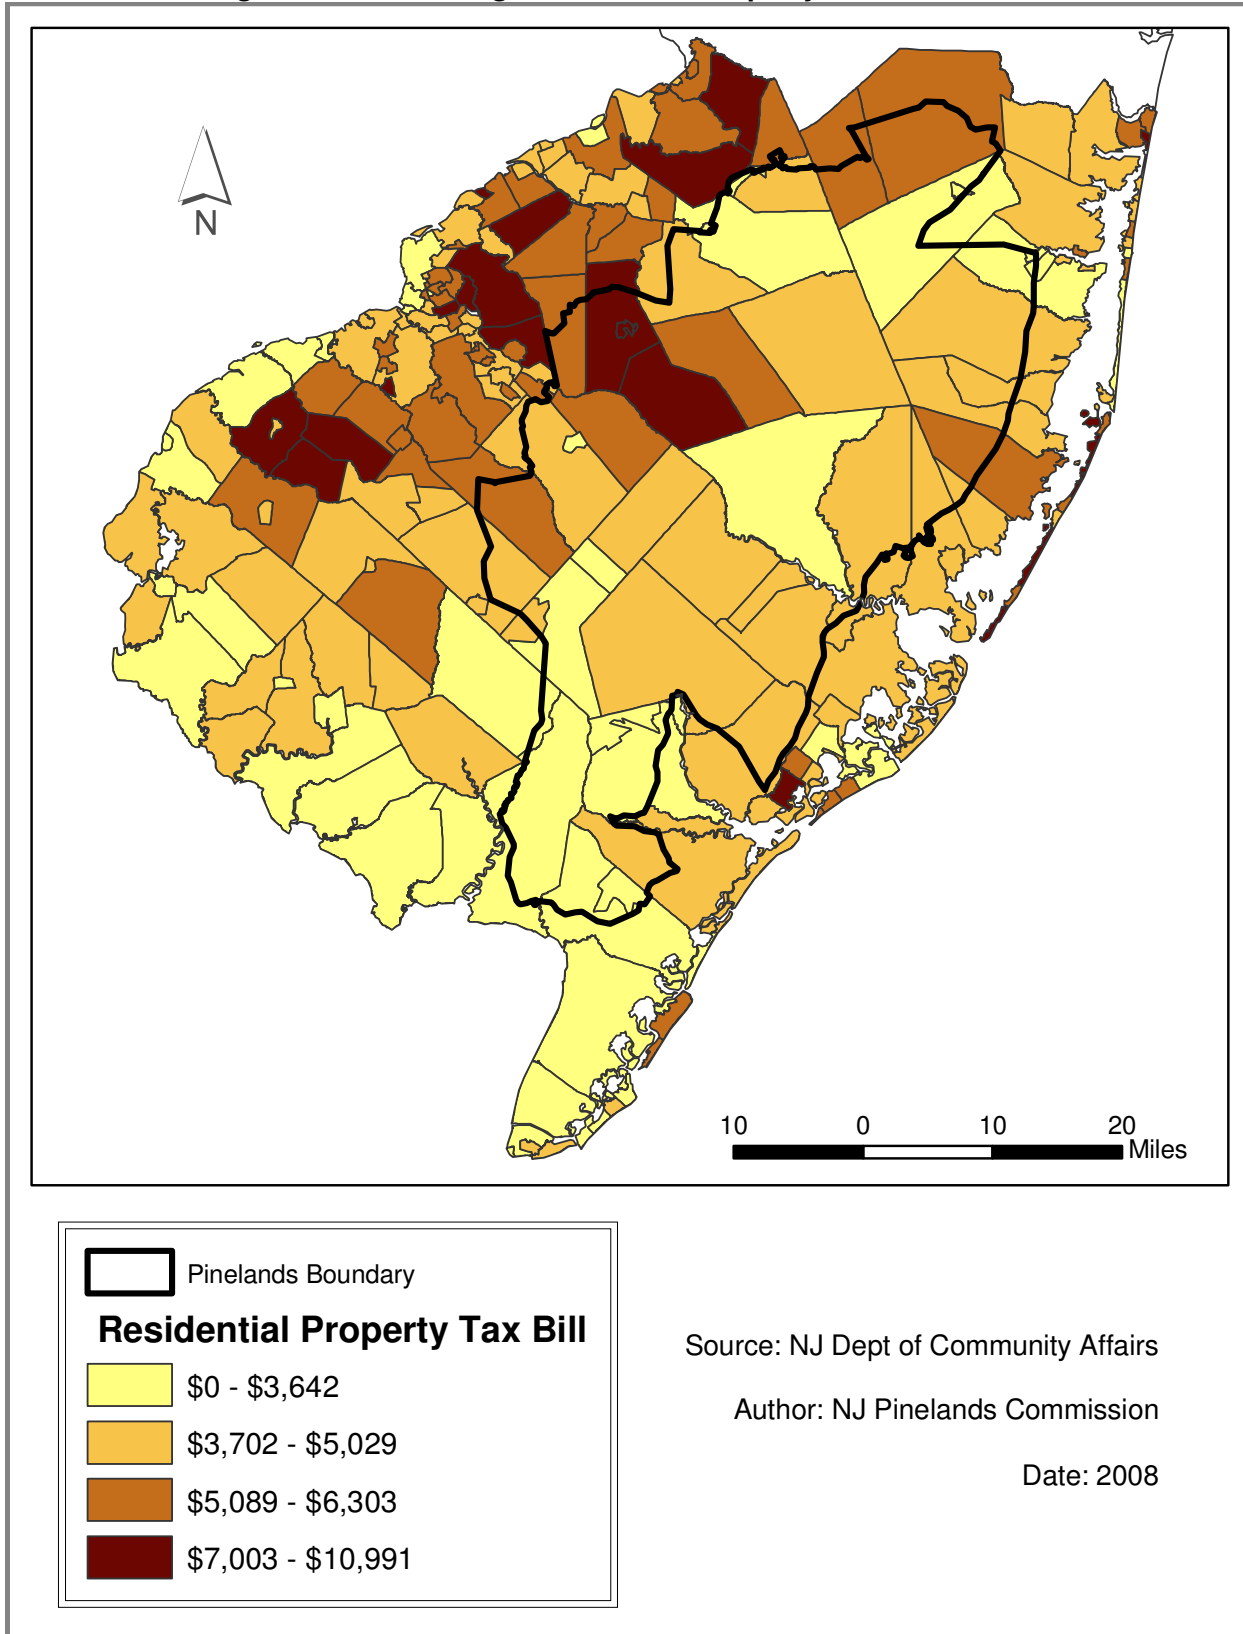 N
10 0 10 20
Miles
Pinelands Boundary
Residential Property Tax Bill
$0 - $3,642
$3,702 - $5,029
$5,089 - $6,303
$7,003 - $10,991
Source: NJ Dept of Community Affairs
Author: NJ Pinelands Commission
Date: 2008